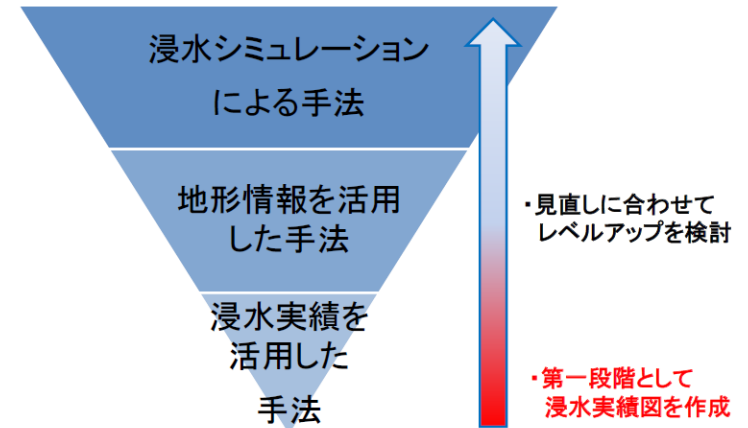 浸水シミュレーション
による手法
地形情報を活用
した手法
浸水実績を
活用した
手法
・見直しに合わせて
レベルアップを検討
・第一段階として
浸水実績図を作成